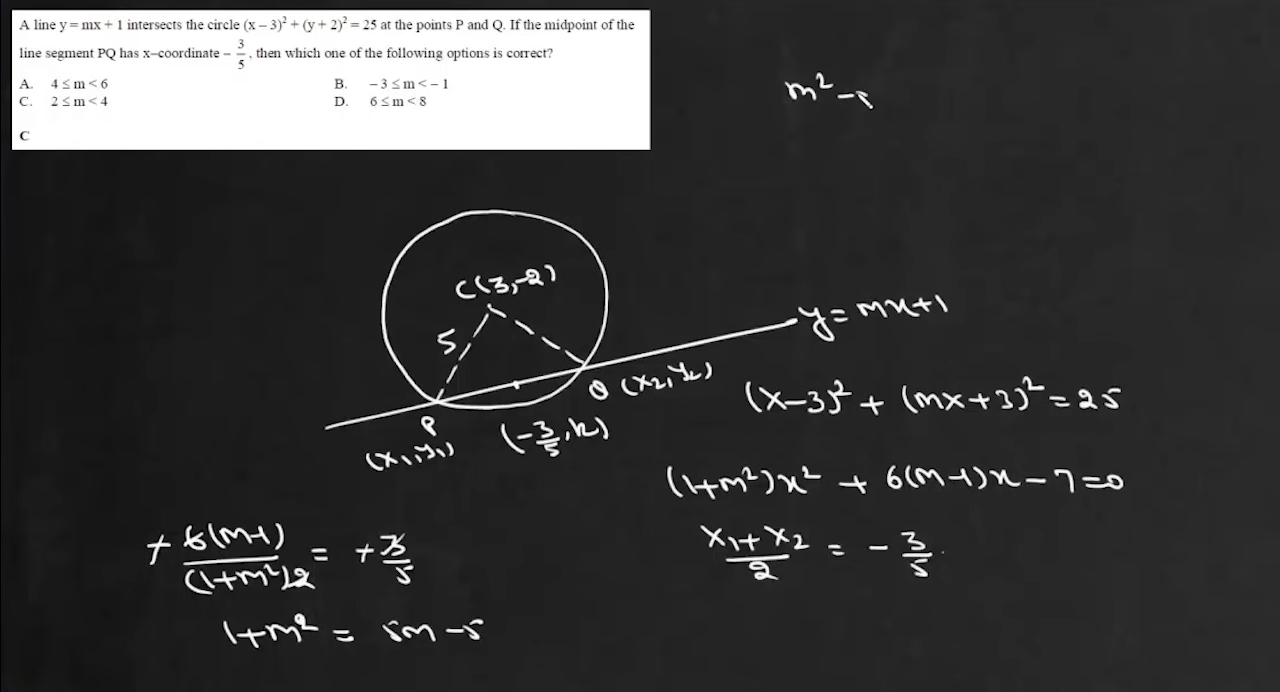 A line y = mx + 1 intersects the circle (x – 3)² + (y + 2)² = 25 at the points P and Q. If the midpoint of the
line segment PQ has x–coordinate – 3/5, then which one of the following options is correct?
A. 4 ≤ m < 6 B. – 3 ≤ m < – 1
C. 2 ≤ m < 4 D. 6 ≤ m < 8
C
m² –
C(3,-2)
5
y = mx+1
Q (x₂, y₂)
P
(x₁, y₁)
(-3/5, k)
(x-3)² + (mx+3)² = 25
(1+m²)x² + 6(m-1)x - 7 = 0
(x₁ + x₂)/2 = - 3/5
+ 6(m-1)/((1+m²)2) = + 3/5
1+m² = 5m - 5